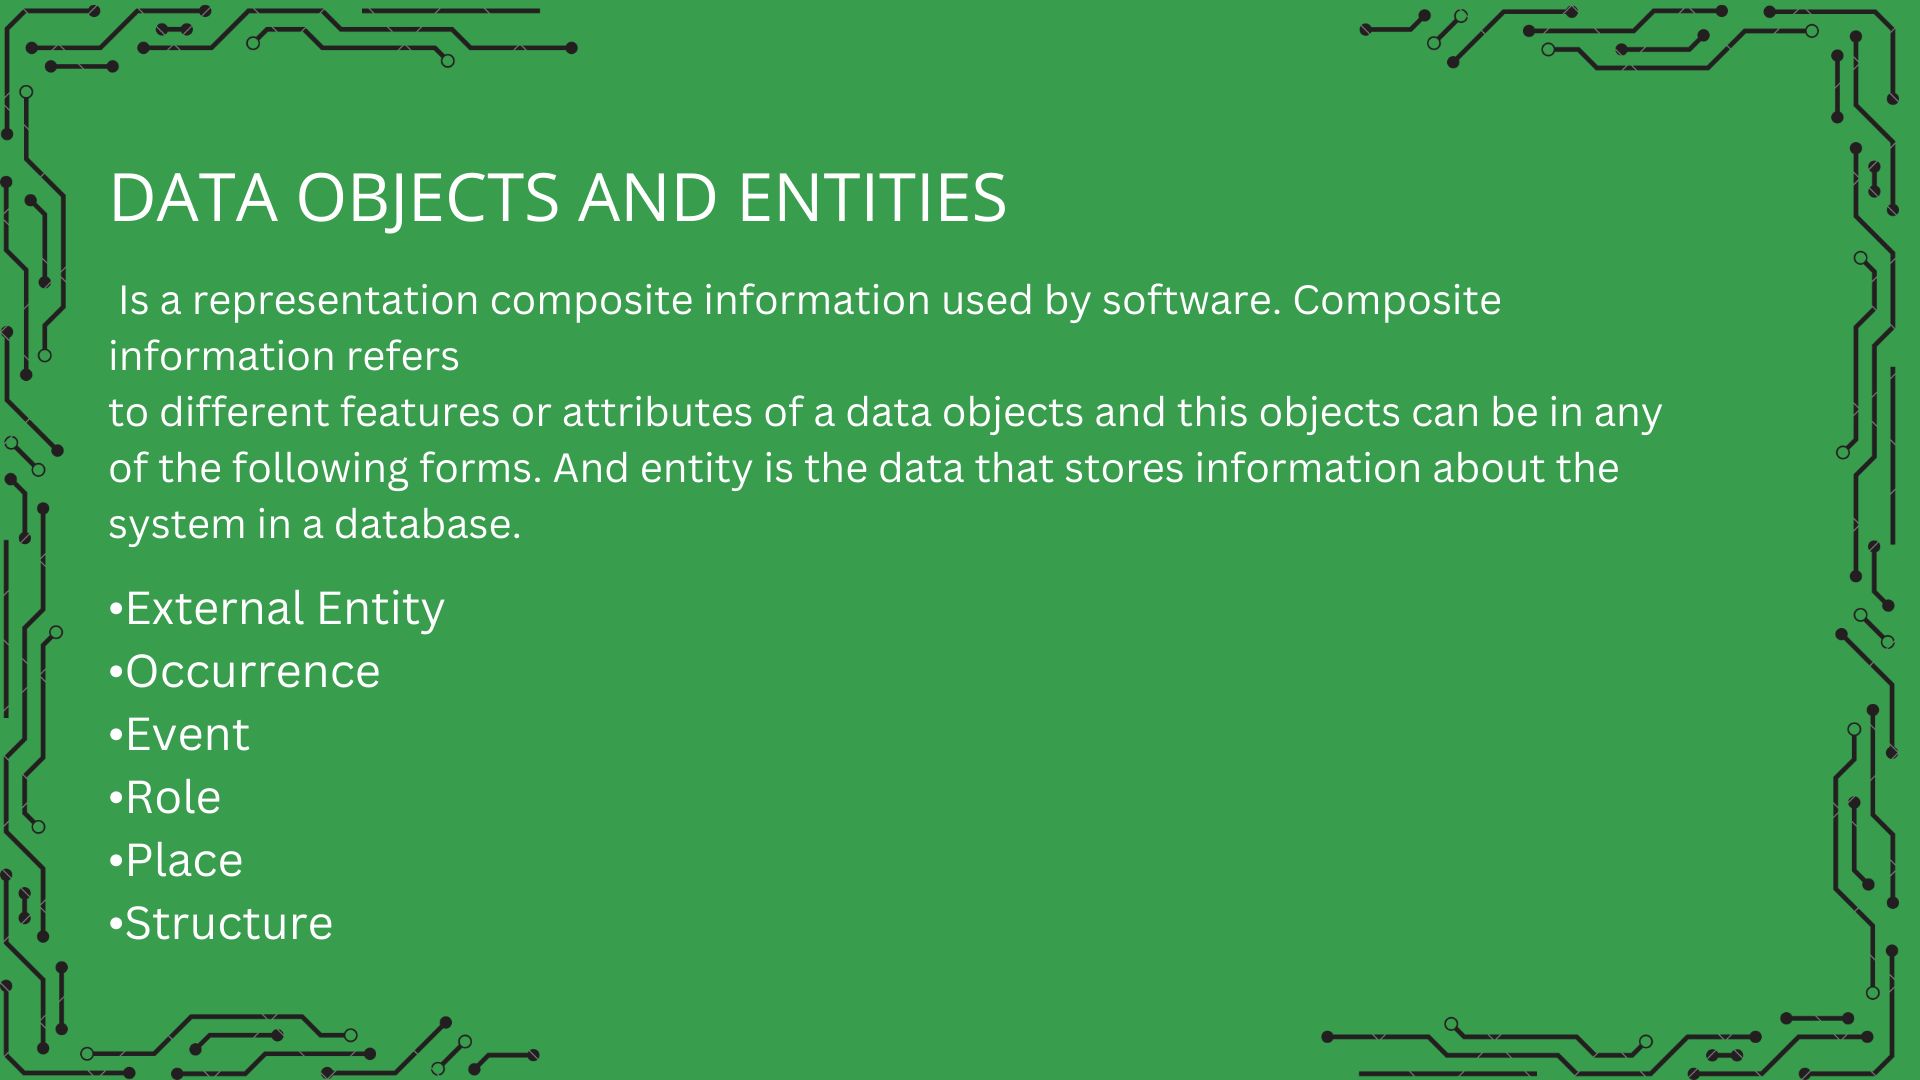 DATA OBJECTS AND ENTITIES
Is a representation composite information used by software. Composite
information refers
to different features or attributes of a data objects and this objects can be in any
of the following forms. And entity is the data that stores information about the
system in a database.
•External Entity
•Occurrence
•Event
•Role
•Place
•Structure